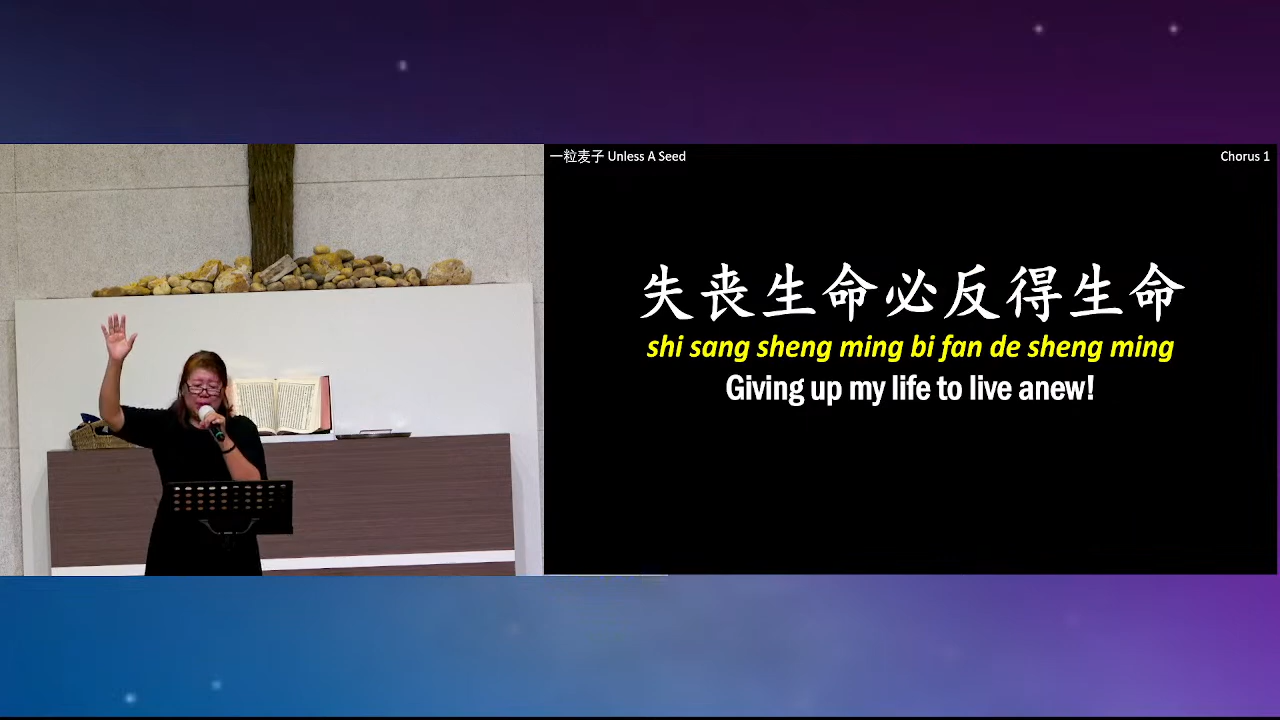 一粒麦子 Unless A Seed
Chorus 1
失丧生命必反得生命
shi sang sheng ming bi fan de sheng ming
Giving up my life to live anew!